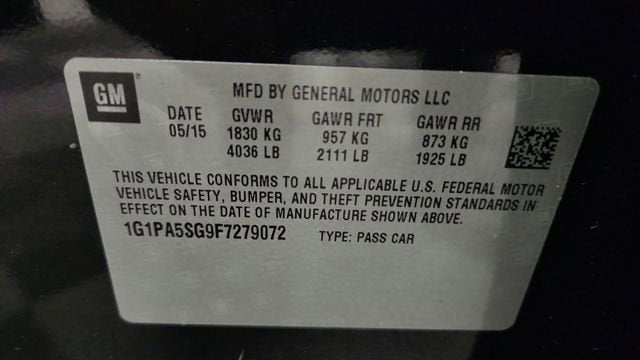 GM
MFD BY GENERAL MOTORS LLC
DATE GVWR GAWR FRT GAWR RR
05/15 1830 KG 957 KG 873 KG
4036 LB 2111 LB 1925 LB
THIS VEHICLE CONFORMS TO ALL APPLICABLE U.S. FEDERAL MOTOR
VEHICLE SAFETY, BUMPER, AND THEFT PREVENTION STANDARDS IN
EFFECT ON THE DATE OF MANUFACTURE SHOWN ABOVE.
1G1PA5SG9F7279072 TYPE: PASS CAR